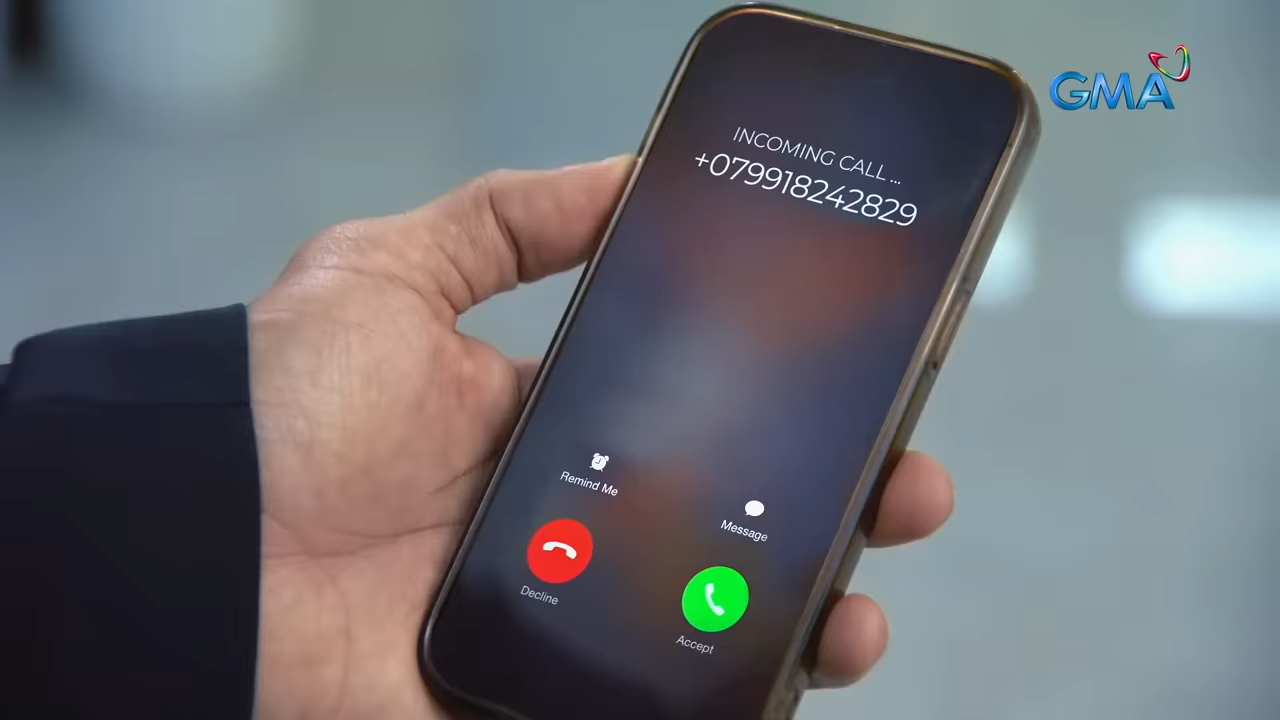 GMA
INCOMING CALL ...
+079918242829
Remind Me
Message
Decline
Accept